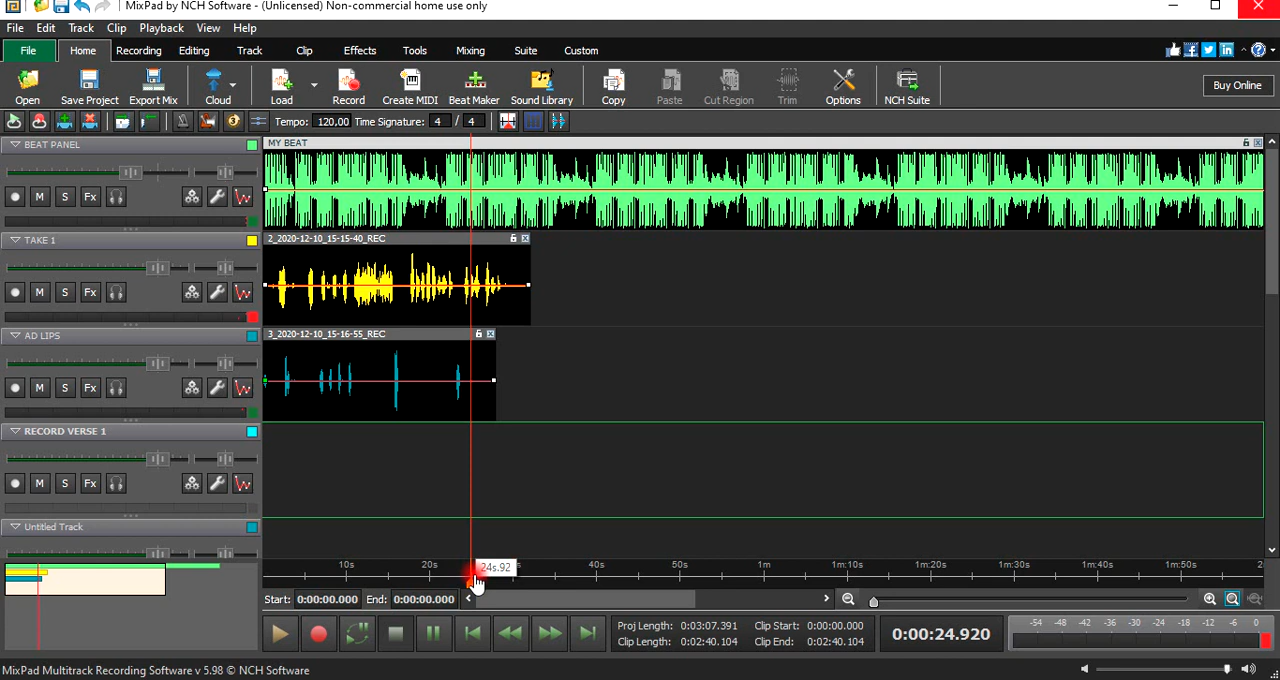 MixPad by NCH Software - (Unlicensed) Non-commercial home use only
File Edit Track Clip Playback View Help
File Home Recording Editing Track Clip Effects Tools Mixing Suite Custom
Open Save Project Export Mix Cloud Load Record Create MIDI Beat Maker Sound Library Copy Paste Cut Region Trim Options NCH Suite Buy Online
Tempo: 120,00 Time Signature: 4 / 4
BEAT PANEL
MY BEAT
M S Fx
TAKE 1
2_2020-12-10_15-15-40_REC
M S Fx
AD LIPS
3_2020-12-10_15-16-55_REC
M S Fx
RECORD VERSE 1
M S Fx
Untitled Track
24s.92
10s 20s 40s 50s 1m:00s 1m:10s 1m:20s 1m:30s 1m:40s 1m:50s
Start: 0:00:00.000 End: 0:00:00.000
Proj Length: 0:03:07.391 Clip Start: 0:00:00.000
Clip Length: 0:02:40.104 Clip End: 0:02:40.104
0:00:24.920
-54 -48 -42 -36 -30 -24 -18 -12 -6 0
MixPad Multitrack Recording Software v 5.98 © NCH Software